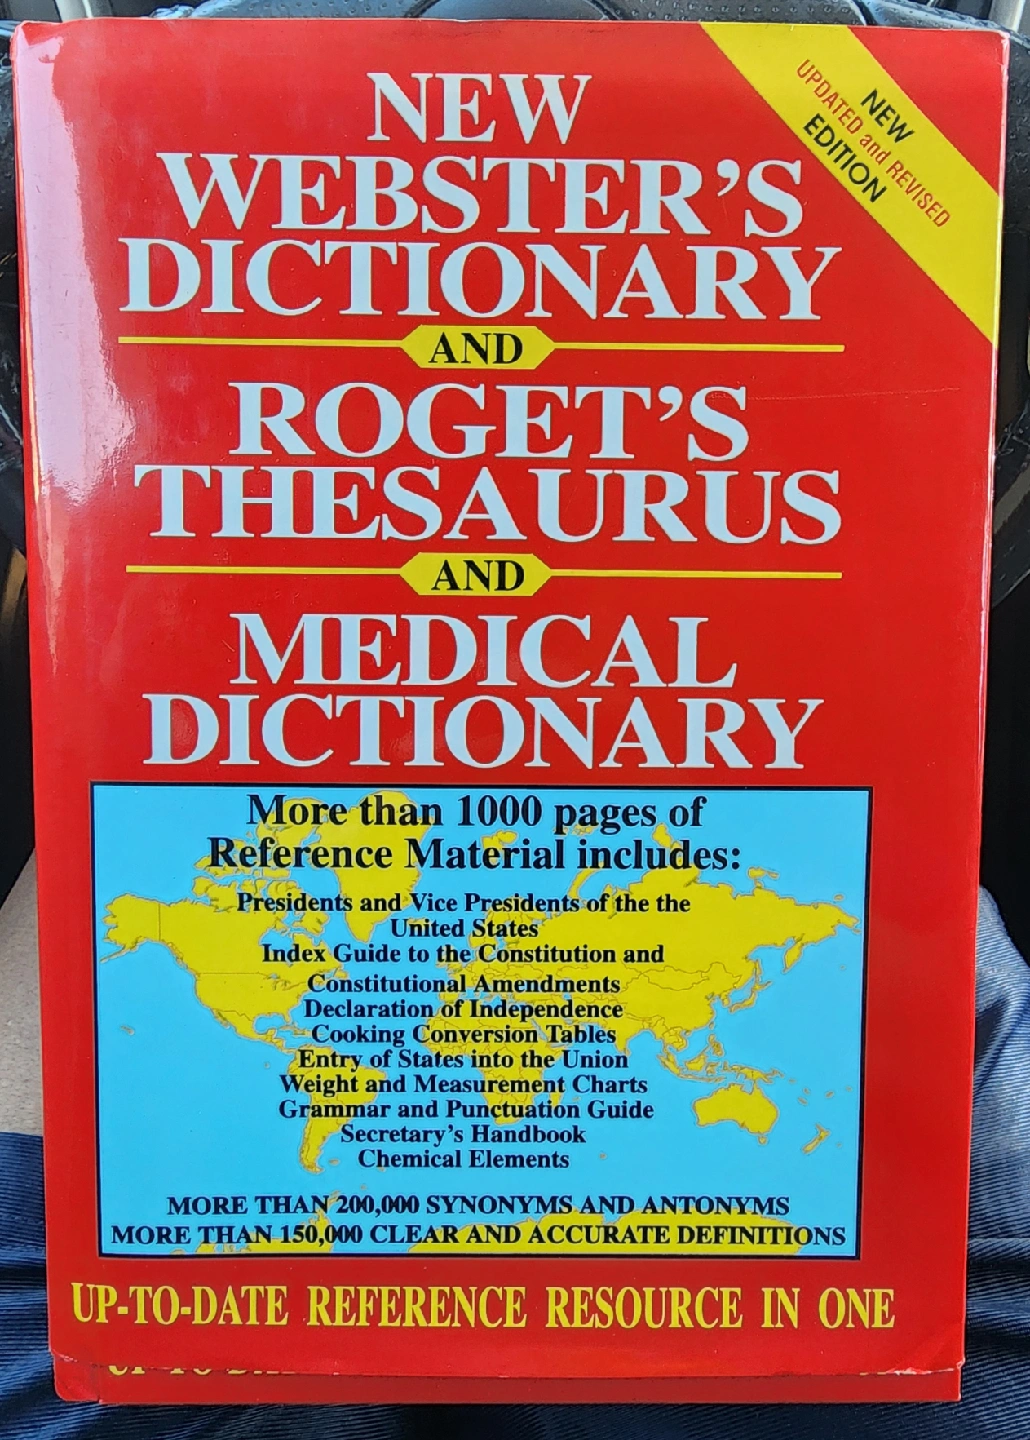 NEW
UPDATED and REVISED
EDITION
NEW
WEBSTER'S
DICTIONARY
AND
ROGET'S
THESAURUS
AND
MEDICAL
DICTIONARY
More than 1000 pages of
Reference Material includes:
Presidents and Vice Presidents of the the
United States
Index Guide to the Constitution and
Constitutional Amendments
Declaration of Independence
Cooking Conversion Tables
Entry of States into the Union
Weight and Measurement Charts
Grammar and Punctuation Guide
Secretary's Handbook
Chemical Elements
MORE THAN 200,000 SYNONYMS AND ANTONYMS
MORE THAN 150,000 CLEAR AND ACCURATE DEFINITIONS
UP-TO-DATE REFERENCE RESOURCE IN ONE